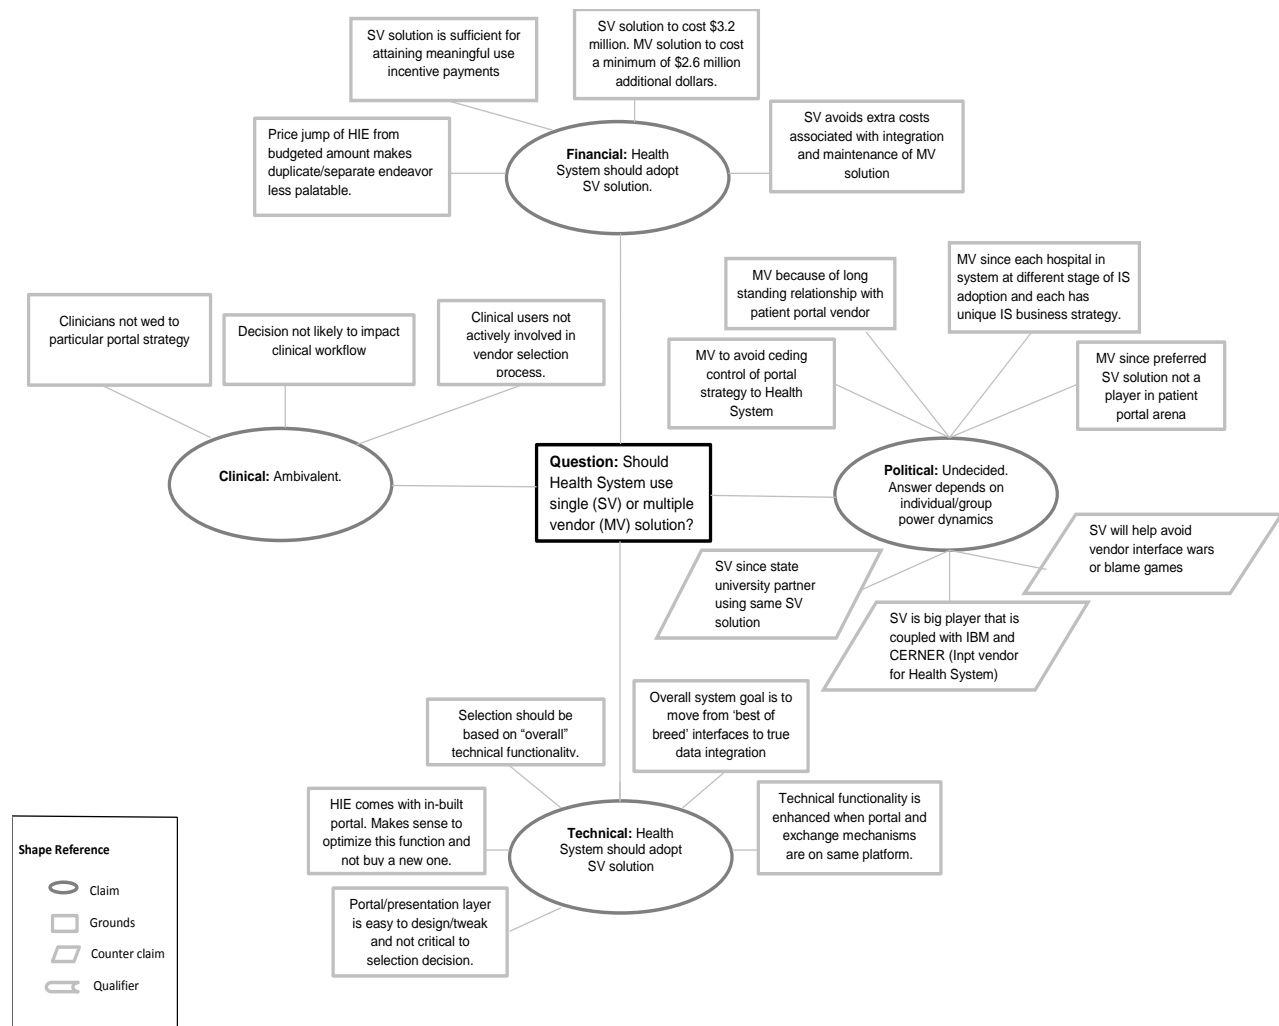 SV solution is sufficient for
attaining meaningful use
incentive payments
SV solution to cost $3.2
million. MV solution to cost
a minimum of $2.6 million
additional dollars.
Price jump of HIE from
budgeted amount makes
duplicate/separate endeavor
less palatable.
SV avoids extra costs
associated with integration
and maintenance of MV
solution
Financial: Health
System should adopt
SV solution.
MV because of long
standing relationship with
patient portal vendor
MV since each hospital in
system at different stage of IS
adoption and each has
unique IS business strategy.
MV to avoid ceding
control of portal
strategy to Health
System
MV since preferred
SV solution not a
player in patient
portal arena
Clinicians not wed to
particular portal strategy
Decision not likely to impact
clinical workflow
Clinical users not
actively involved in
vendor selection
process.
Clinical: Ambivalent.
Question: Should
Health System use
single (SV) or multiple
vendor (MV) solution?
Political: Undecided.
Answer depends on
individual/group
power dynamics
SV will help avoid
vendor interface wars
or blame games
SV since state
university partner
using same SV
solution
SV is big player that is
coupled with IBM and
CERNER (Inpt vendor
for Health System)
Selection should be
based on “overall”
technical functionality.
Overall system goal is to
move from ‘best of
breed’ interfaces to true
data integration
HIE comes with in-built
portal. Makes sense to
optimize this function and
not buy a new one.
Technical: Health
System should adopt
SV solution
Technical functionality is
enhanced when portal and
exchange mechanisms
are on same platform.
Portal/presentation layer
is easy to design/tweak
and not critical to
selection decision.
Shape Reference
Claim
Grounds
Counter claim
Qualifier